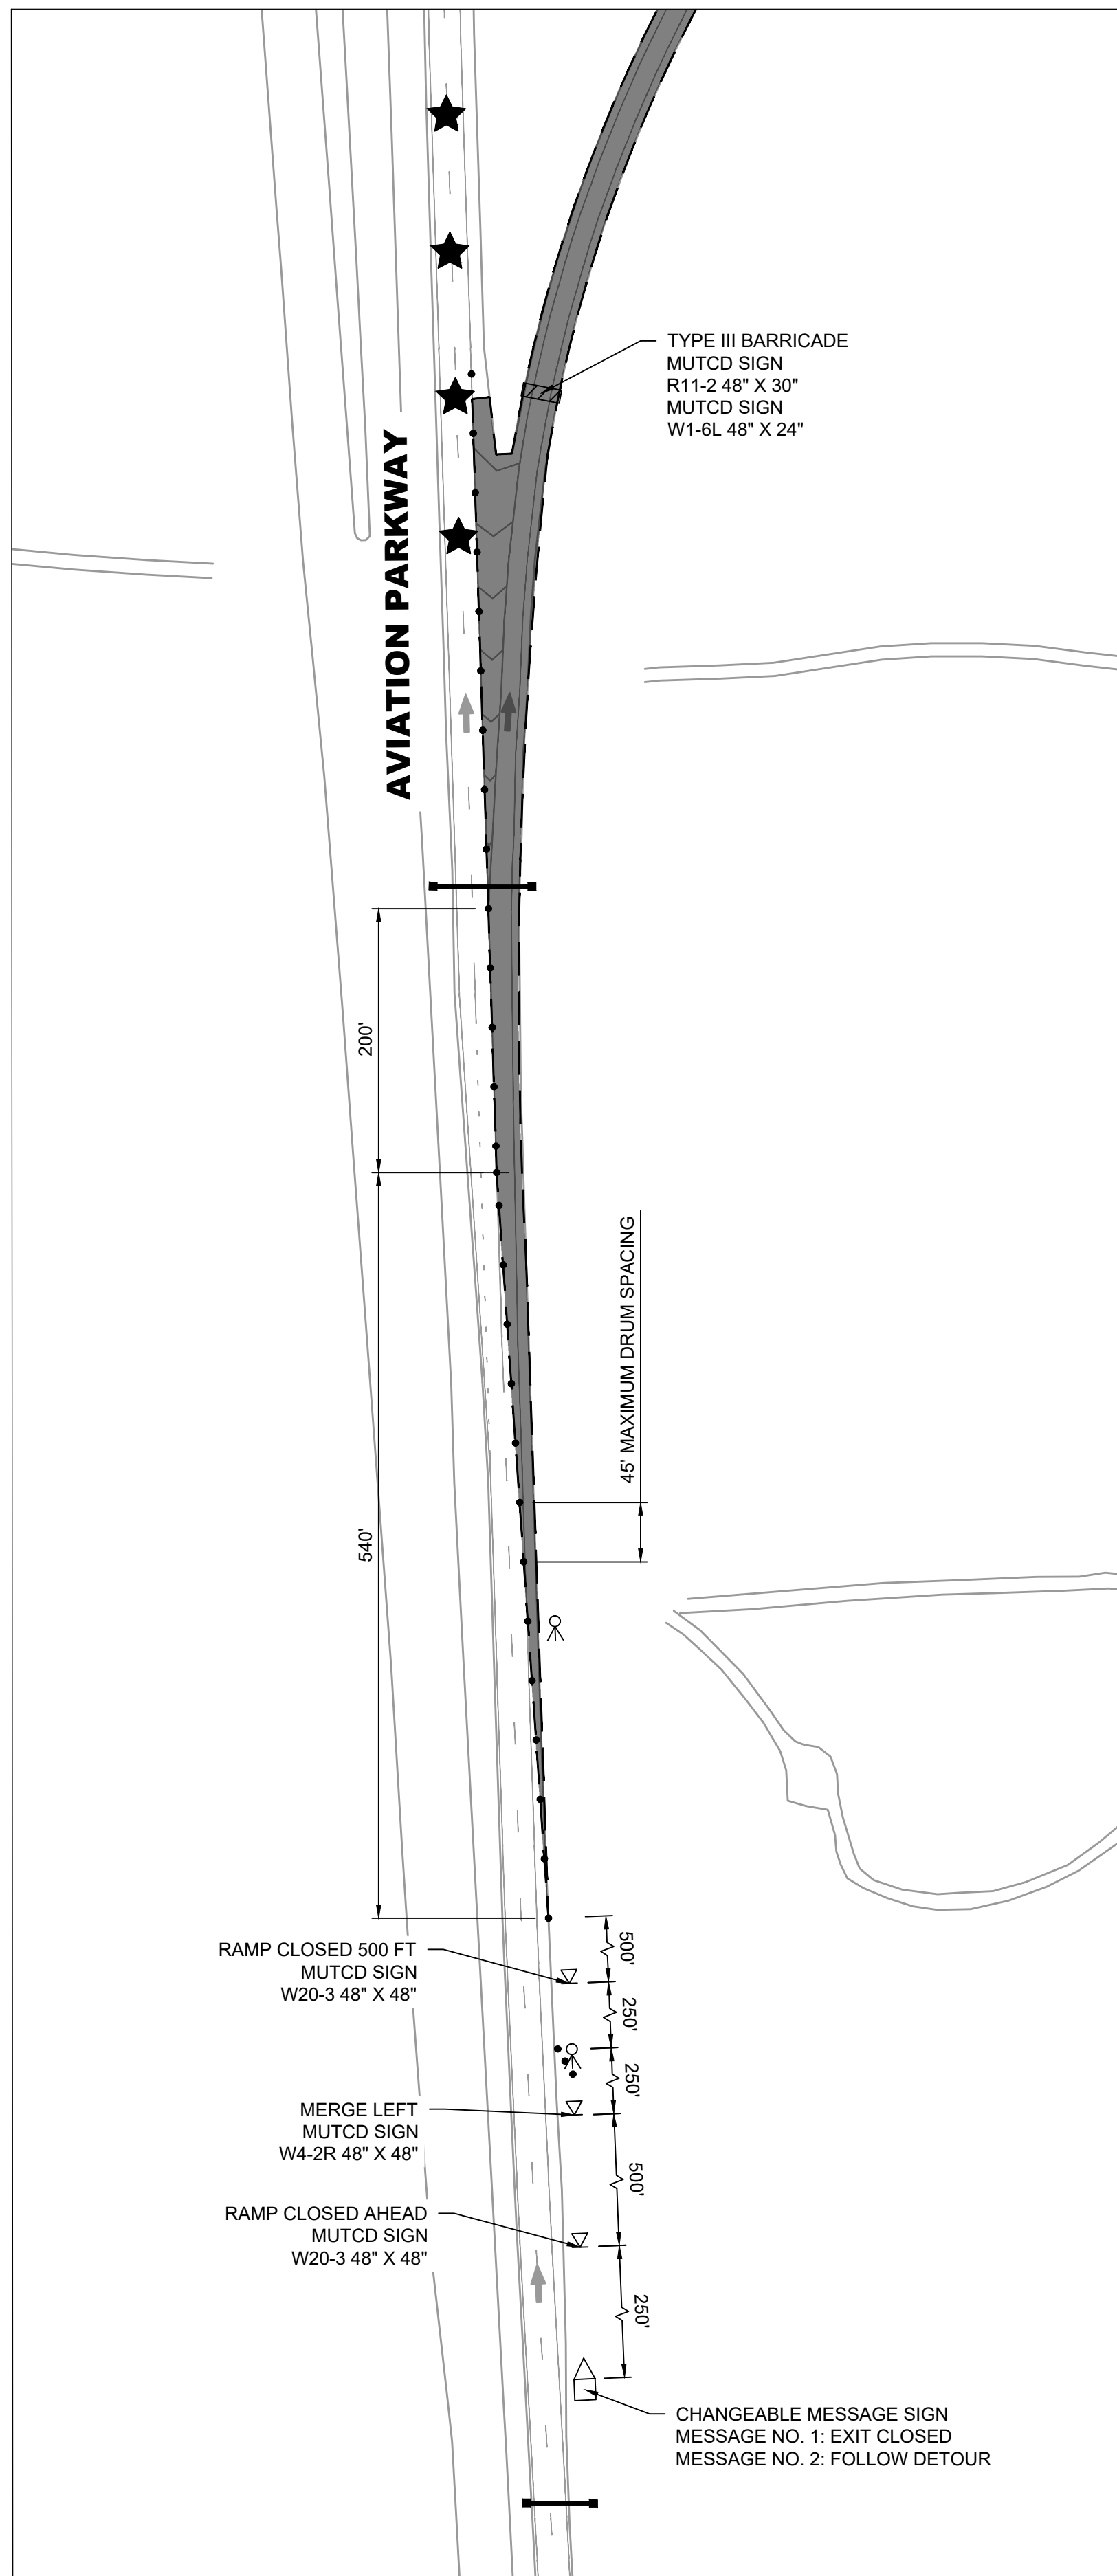 TYPE III BARRICADE
MUTCD SIGN
R11-2 48" X 30"
MUTCD SIGN
W1-6L 48" X 24"
AVIATION PARKWAY
200'
45' MAXIMUM DRUM SPACING
540'
RAMP CLOSED 500 FT
MUTCD SIGN
W20-3 48" X 48"
500'
250'
250'
MERGE LEFT
MUTCD SIGN
W4-2R 48" X 48"
500'
RAMP CLOSED AHEAD
MUTCD SIGN
W20-3 48" X 48"
250'
CHANGEABLE MESSAGE SIGN
MESSAGE NO. 1: EXIT CLOSED
MESSAGE NO. 2: FOLLOW DETOUR